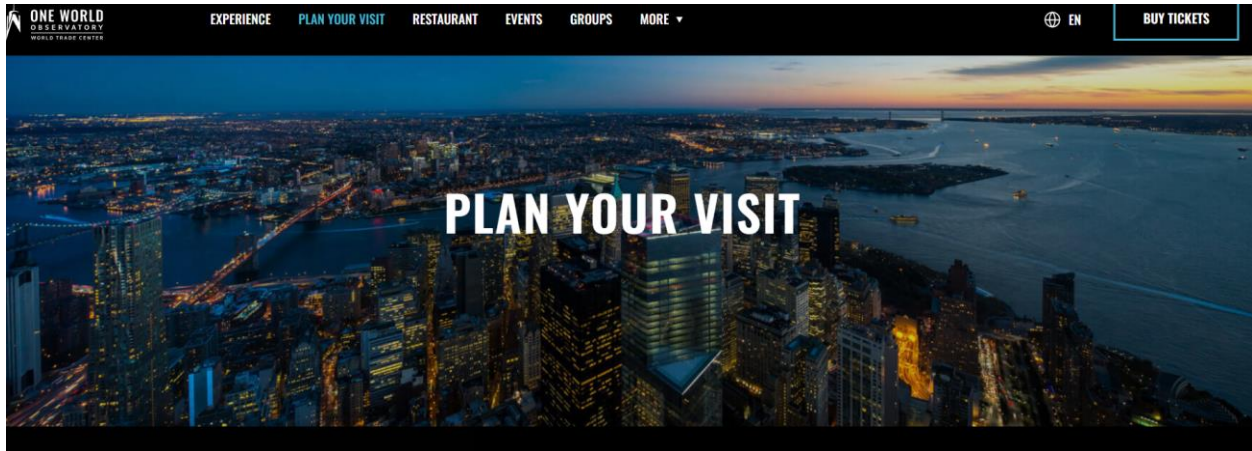 ONE WORLD
OBSERVATORY
WORLD TRADE CENTER
EXPERIENCE PLAN YOUR VISIT RESTAURANT EVENTS GROUPS MORE ▼ EN BUY TICKETS
PLAN YOUR VISIT